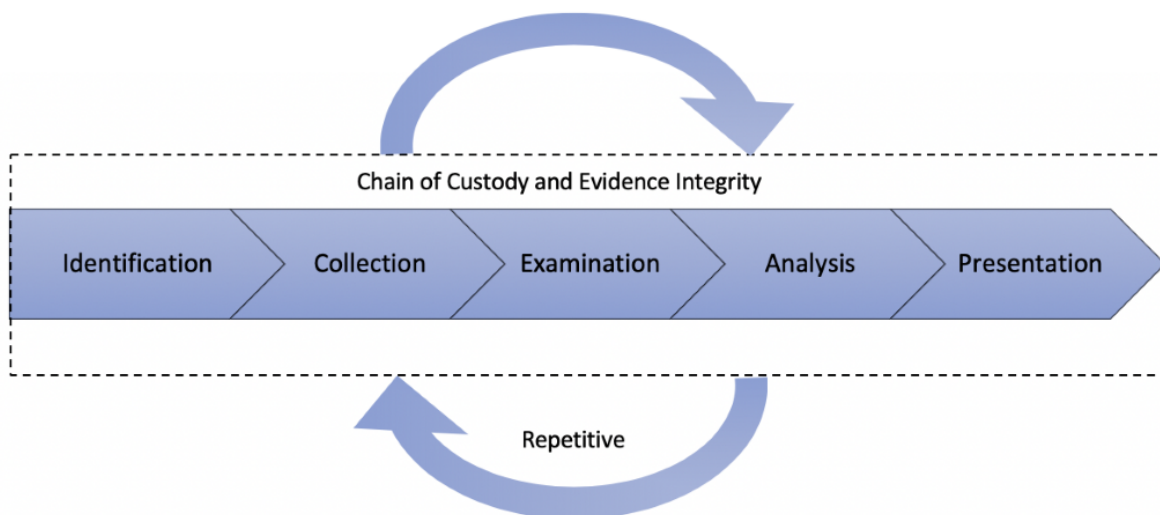 Chain of Custody and Evidence Integrity
Identification
Collection
Examination
Analysis
Presentation
Repetitive